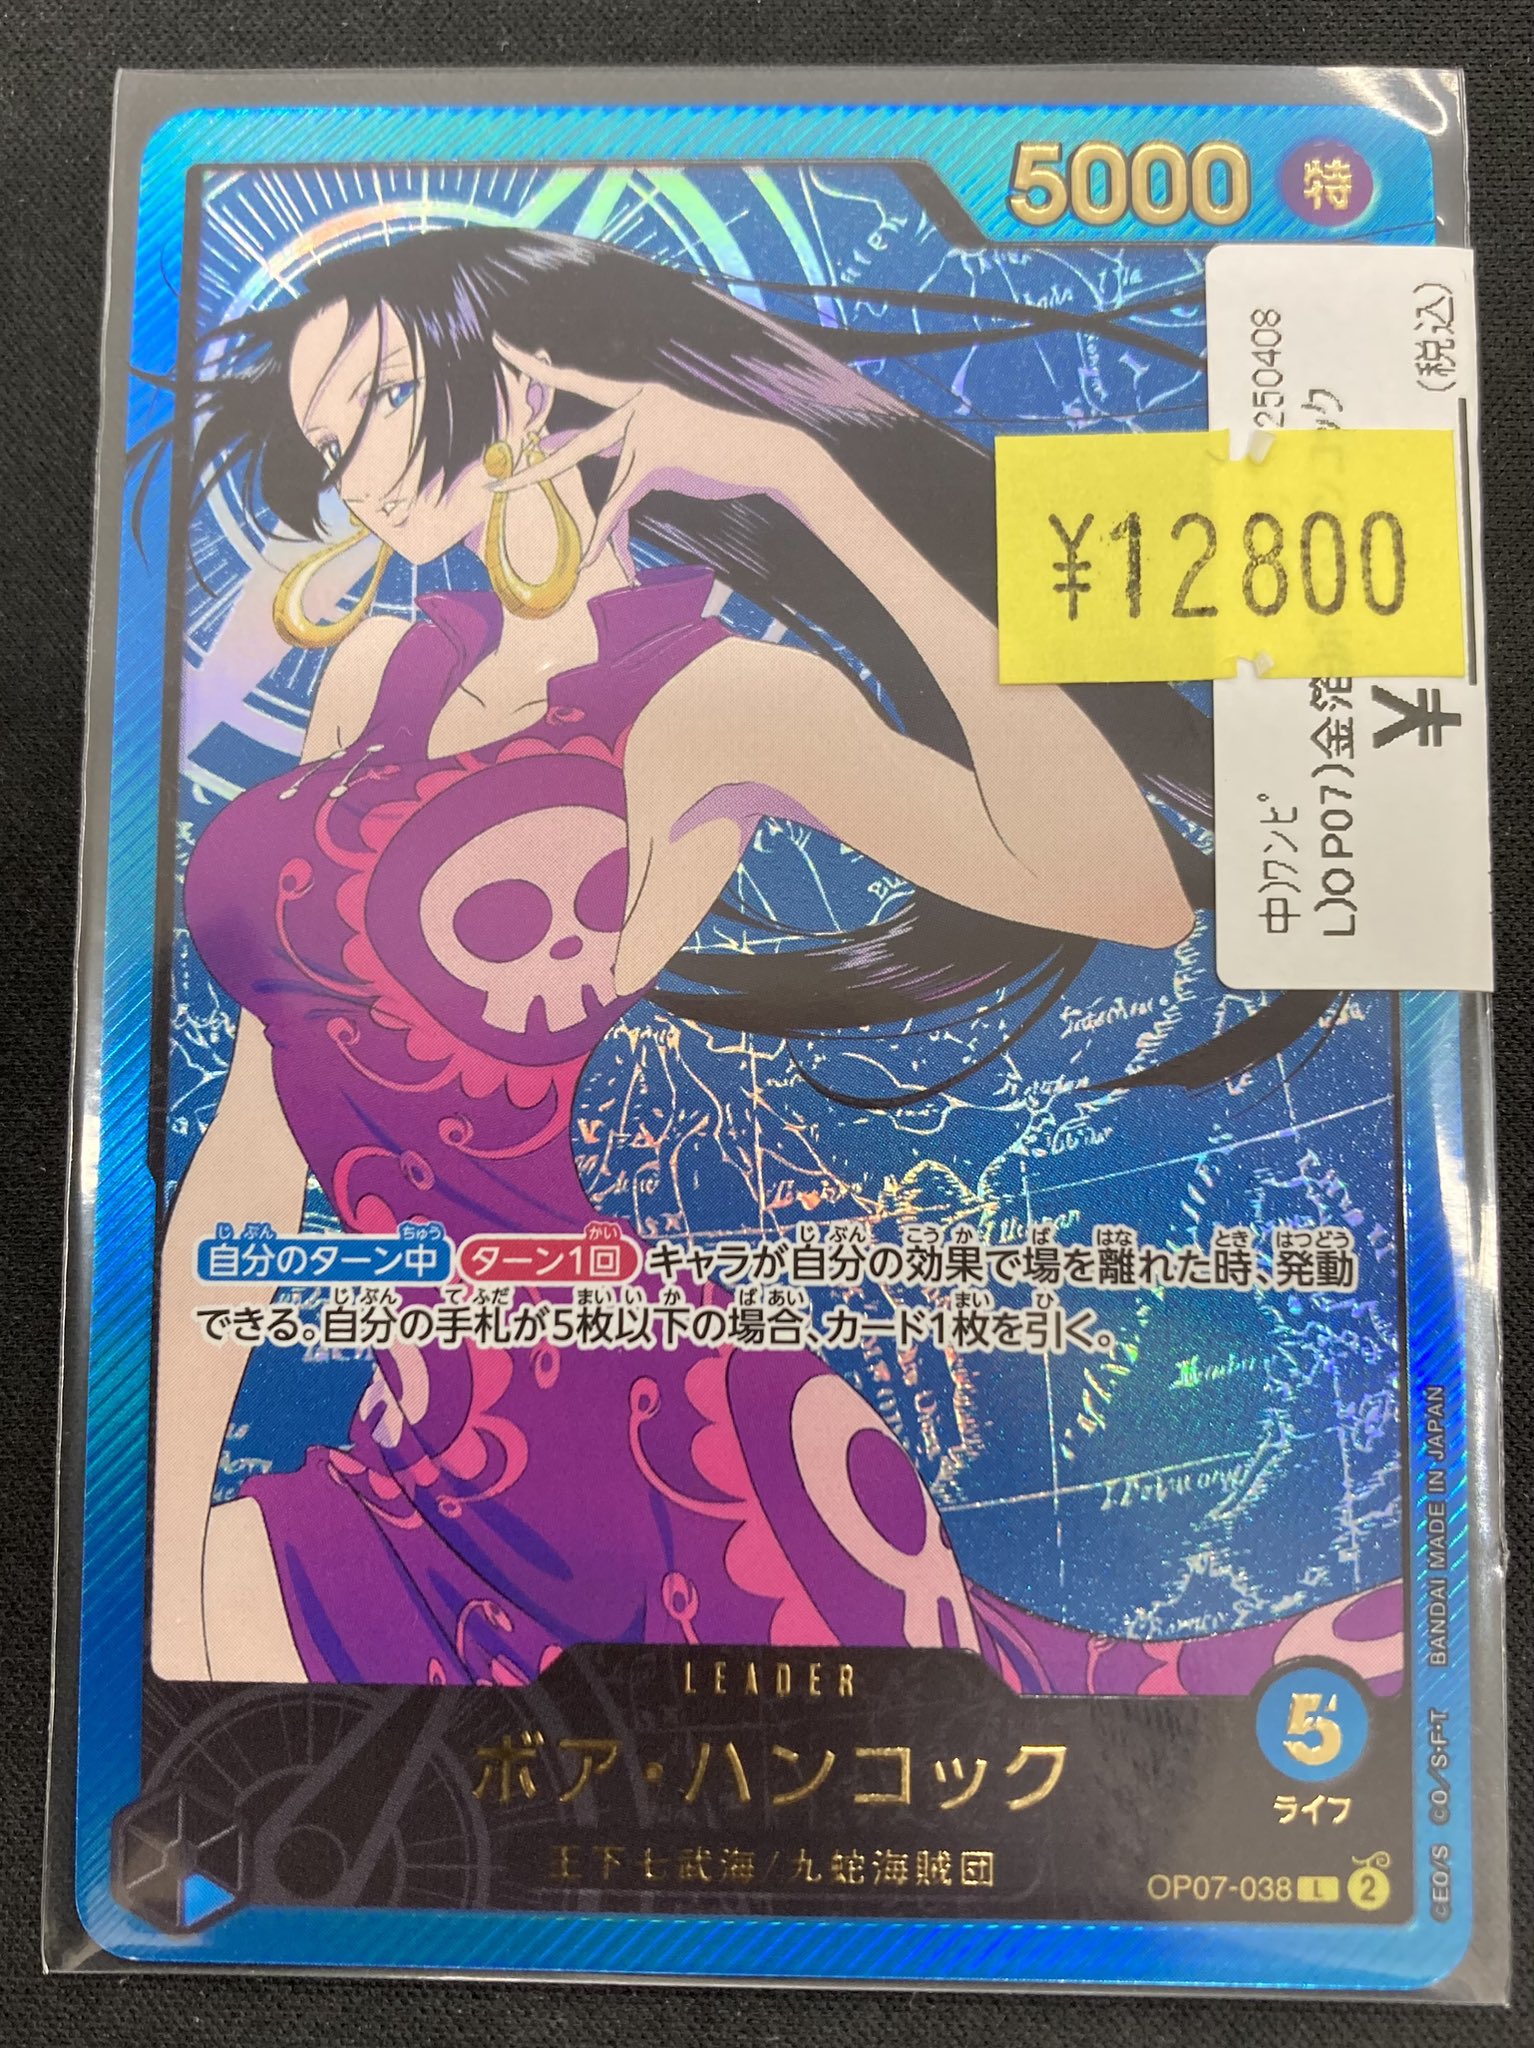 5000
特
250408
中)ワンピ
L)OP07)金箔
ック
(税込)
¥
¥12800
自分のターン中 ターン1回 キャラが自分の効果で場を離れた時、発動
できる。自分の手札が5枚以下の場合、カード1枚を引く。
LEADER
ボア・ハンコック
王下七武海/九蛇海賊団
5
ライフ
OP07-038 L 2
©EO/S CO/S・F・T BANDAI MADE IN JAPAN